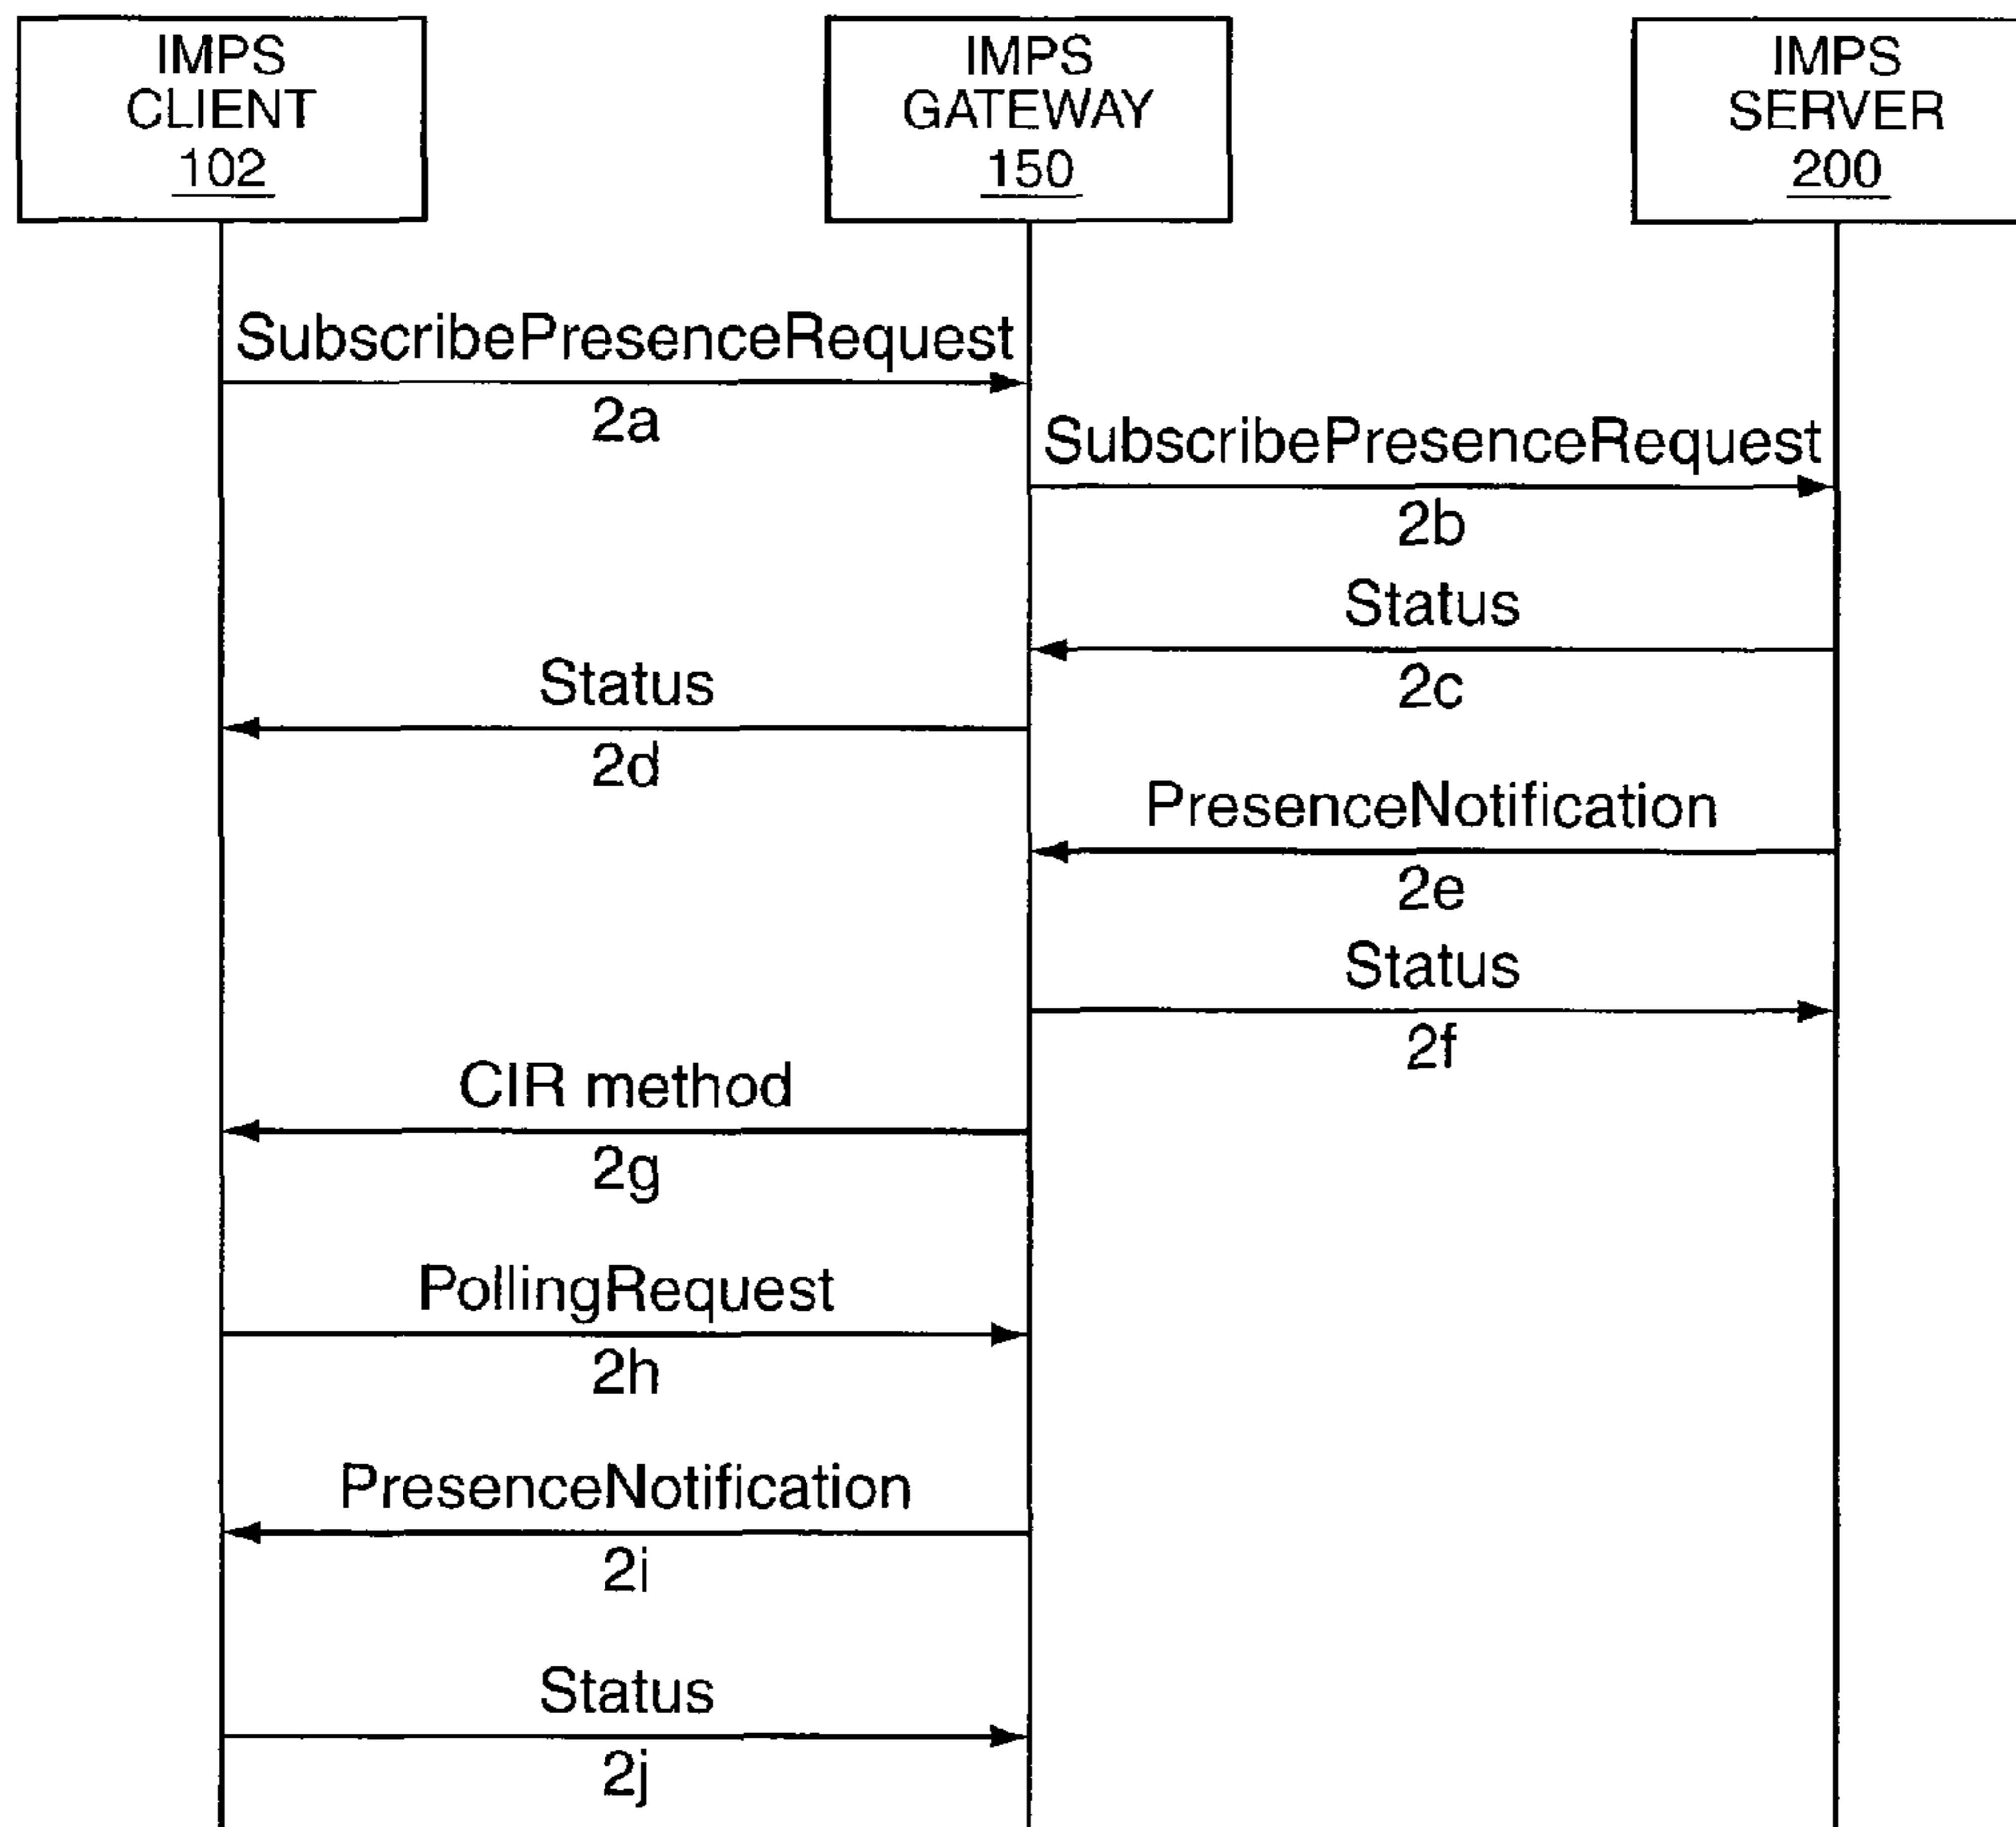 IMPS
CLIENT
102
IMPS
GATEWAY
150
IMPS
SERVER
200
SubscribePresenceRequest
2a
SubscribePresenceRequest
2b
Status
2c
Status
2d
PresenceNotification
2e
Status
2f
CIR method
2g
PollingRequest
2h
PresenceNotification
2i
Status
2j